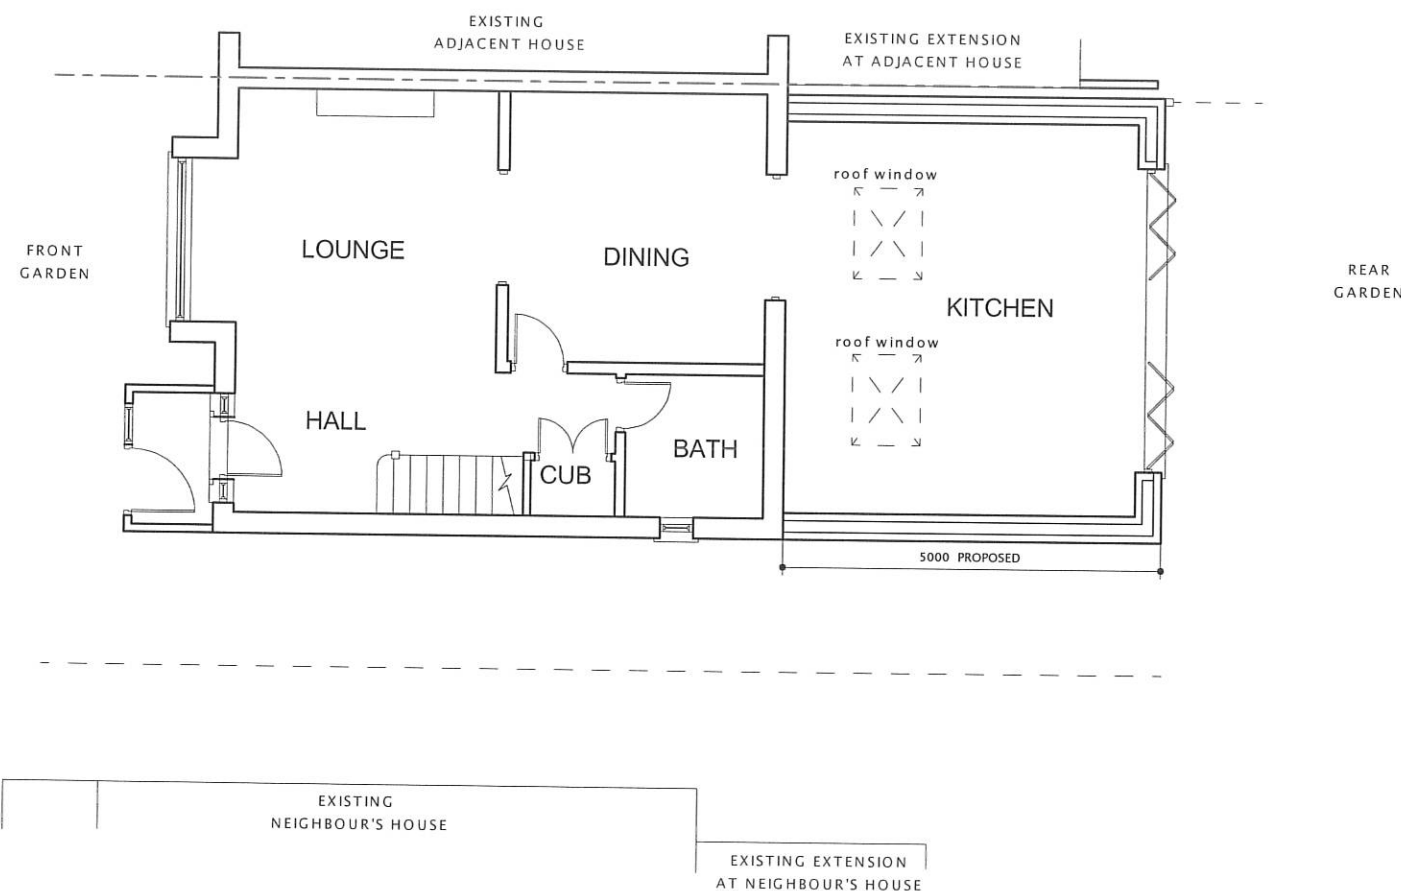 EXISTING
ADJACENT HOUSE
EXISTING EXTENSION
AT ADJACENT HOUSE
roof window
FRONT
GARDEN
LOUNGE
DINING
KITCHEN
REAR
GARDEN
roof window
HALL
BATH
CUB
5000 PROPOSED
EXISTING
NEIGHBOUR'S HOUSE
EXISTING EXTENSION
AT NEIGHBOUR'S HOUSE